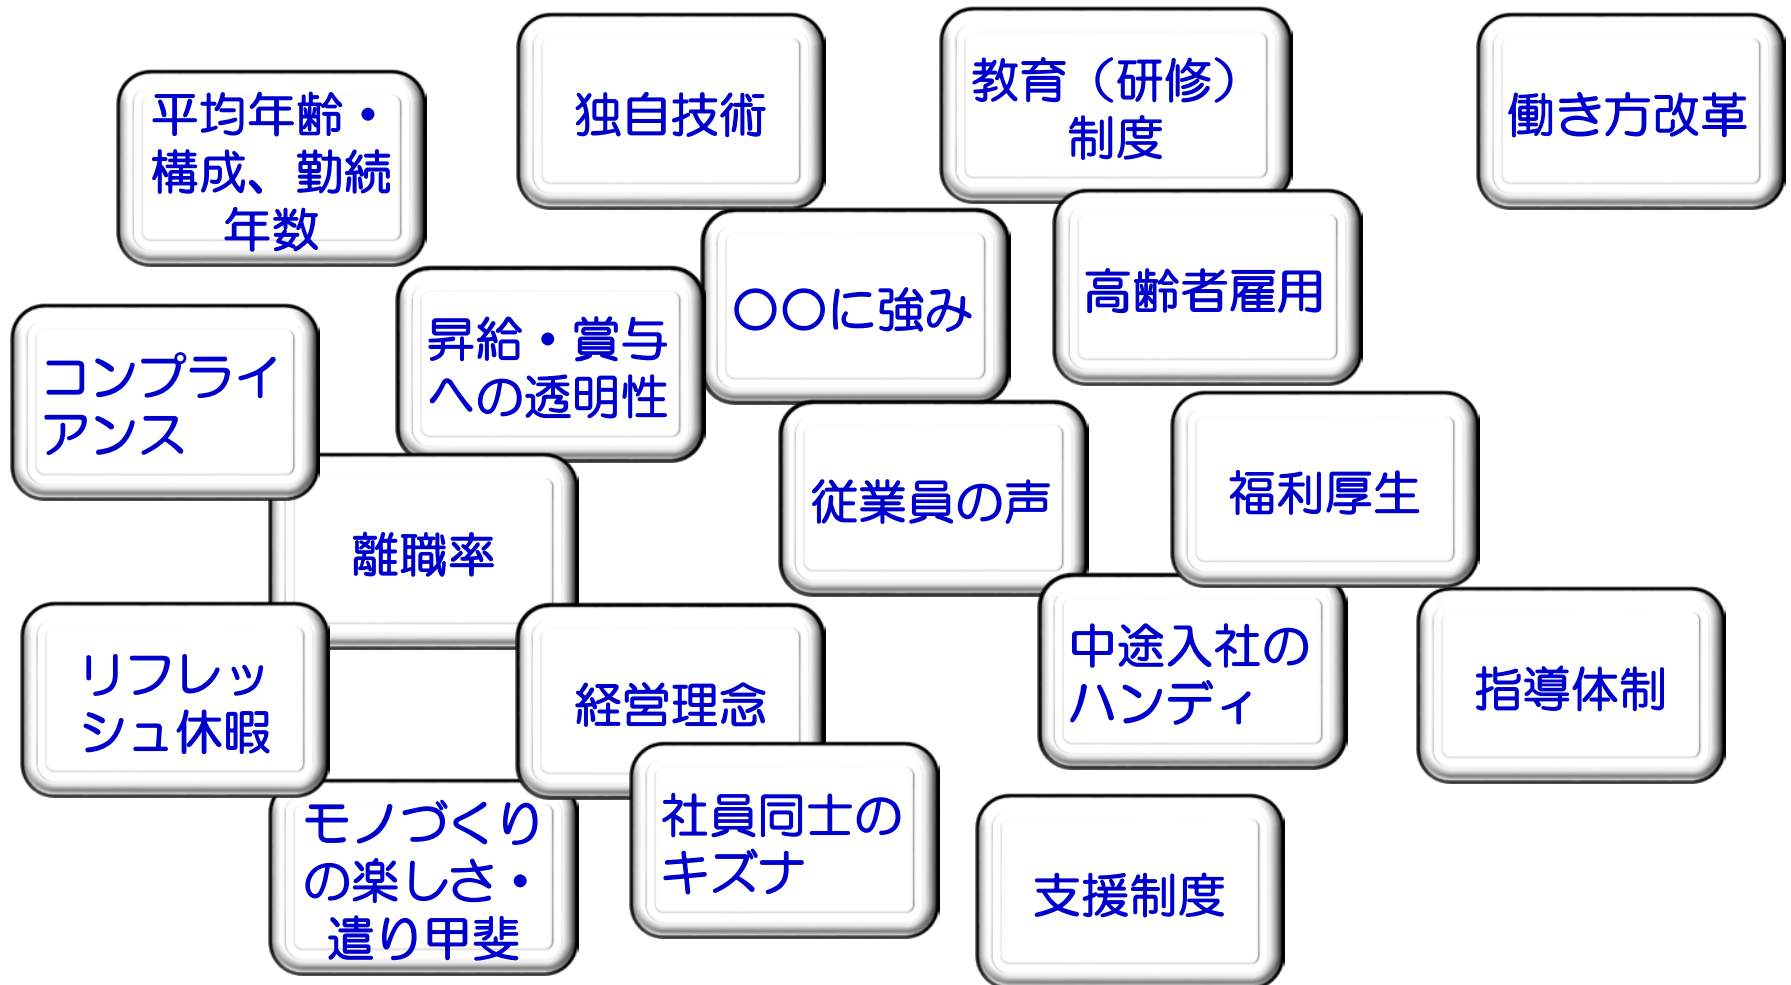 平均年齢・
構成、勤続
年数
独自技術
教育（研修）
制度
働き方改革
〇〇に強み
高齢者雇用
昇給・賞与
への透明性
コンプライ
アンス
従業員の声
福利厚生
離職率
リフレッ
シュ休暇
経営理念
中途入社の
ハンディ
指導体制
モノづくり
の楽しさ・
遣り甲斐
社員同士の
キズナ
支援制度